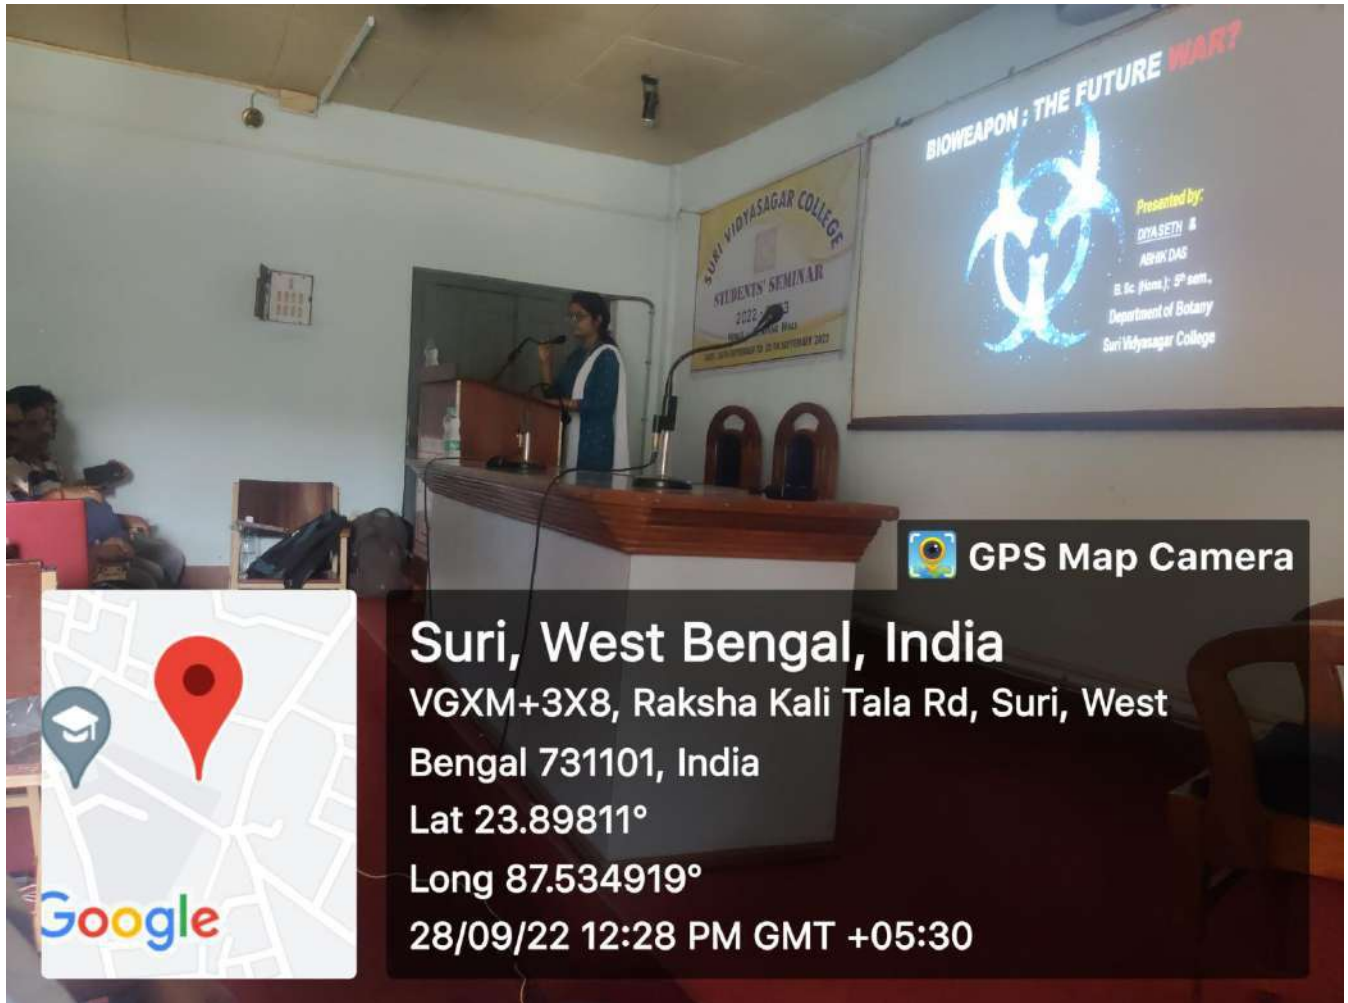 BIOWEAPON : THE FUTURE WAR?
Presented by:
DIYA SETH &
ABHIK DAS
B. Sc. (Hons.); 5th sem.,
Department of Botany
Suri Vidyasagar College
SURI VIDYASAGAR COLLEGE
STUDENTS' SEMINAR
GPS Map Camera
Suri, West Bengal, India
VGXM+3X8, Raksha Kali Tala Rd, Suri, West
Bengal 731101, India
Lat 23.89811°
Long 87.534919°
28/09/22 12:28 PM GMT +05:30
Google